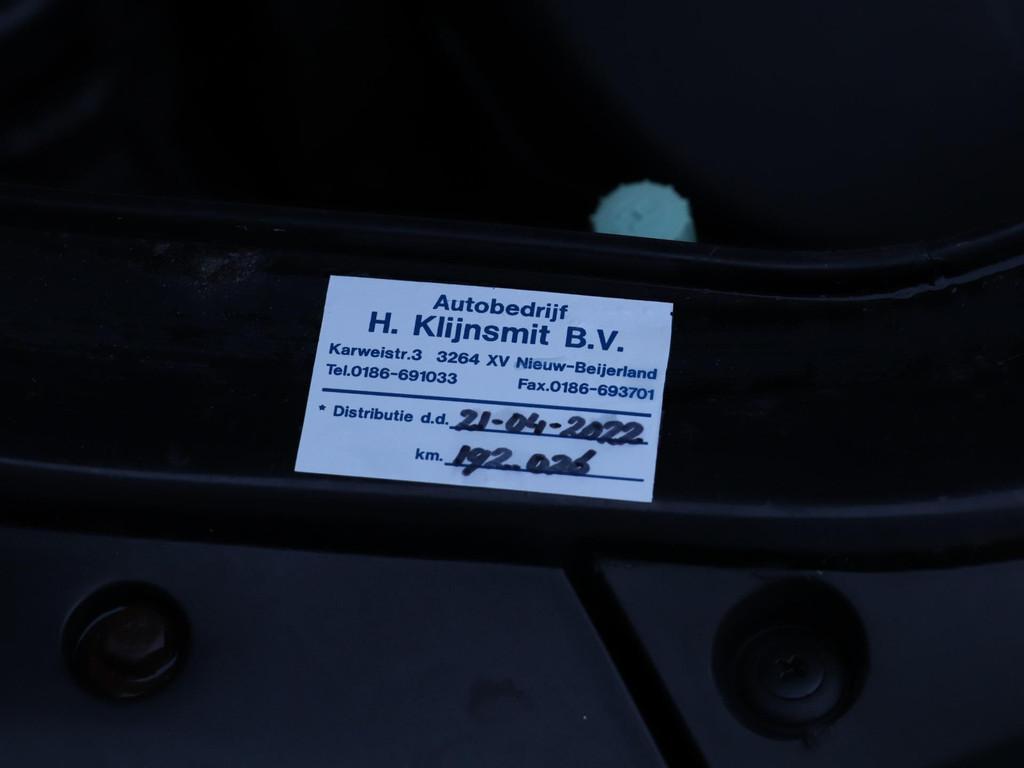 Autobedrijf
H. Klijnsmit B.V.
Karweistr.3 3264 XV Nieuw-Beijerland
Tel.0186-691033 Fax.0186-693701
* Distributie d.d. 21-04-2022
km. 192.026